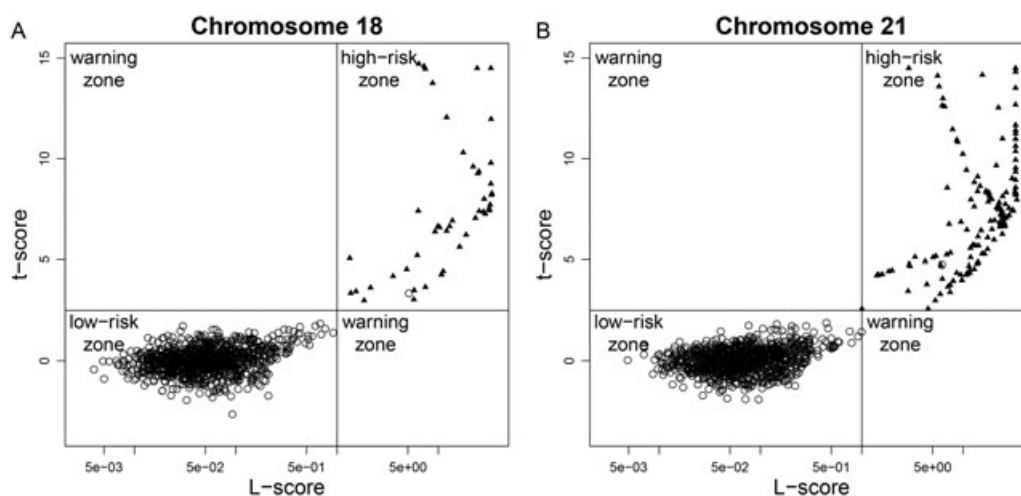 A
Chromosome 18
warning
zone
high−risk
zone
low−risk
zone
warning
zone
15
10
5
0
t−score
5e−03
5e−02
5e−01
5e+00
L−score
B
Chromosome 21
warning
zone
high−risk
zone
low−risk
zone
warning
zone
15
10
5
0
t−score
5e−03
5e−02
5e−01
5e+00
L−score